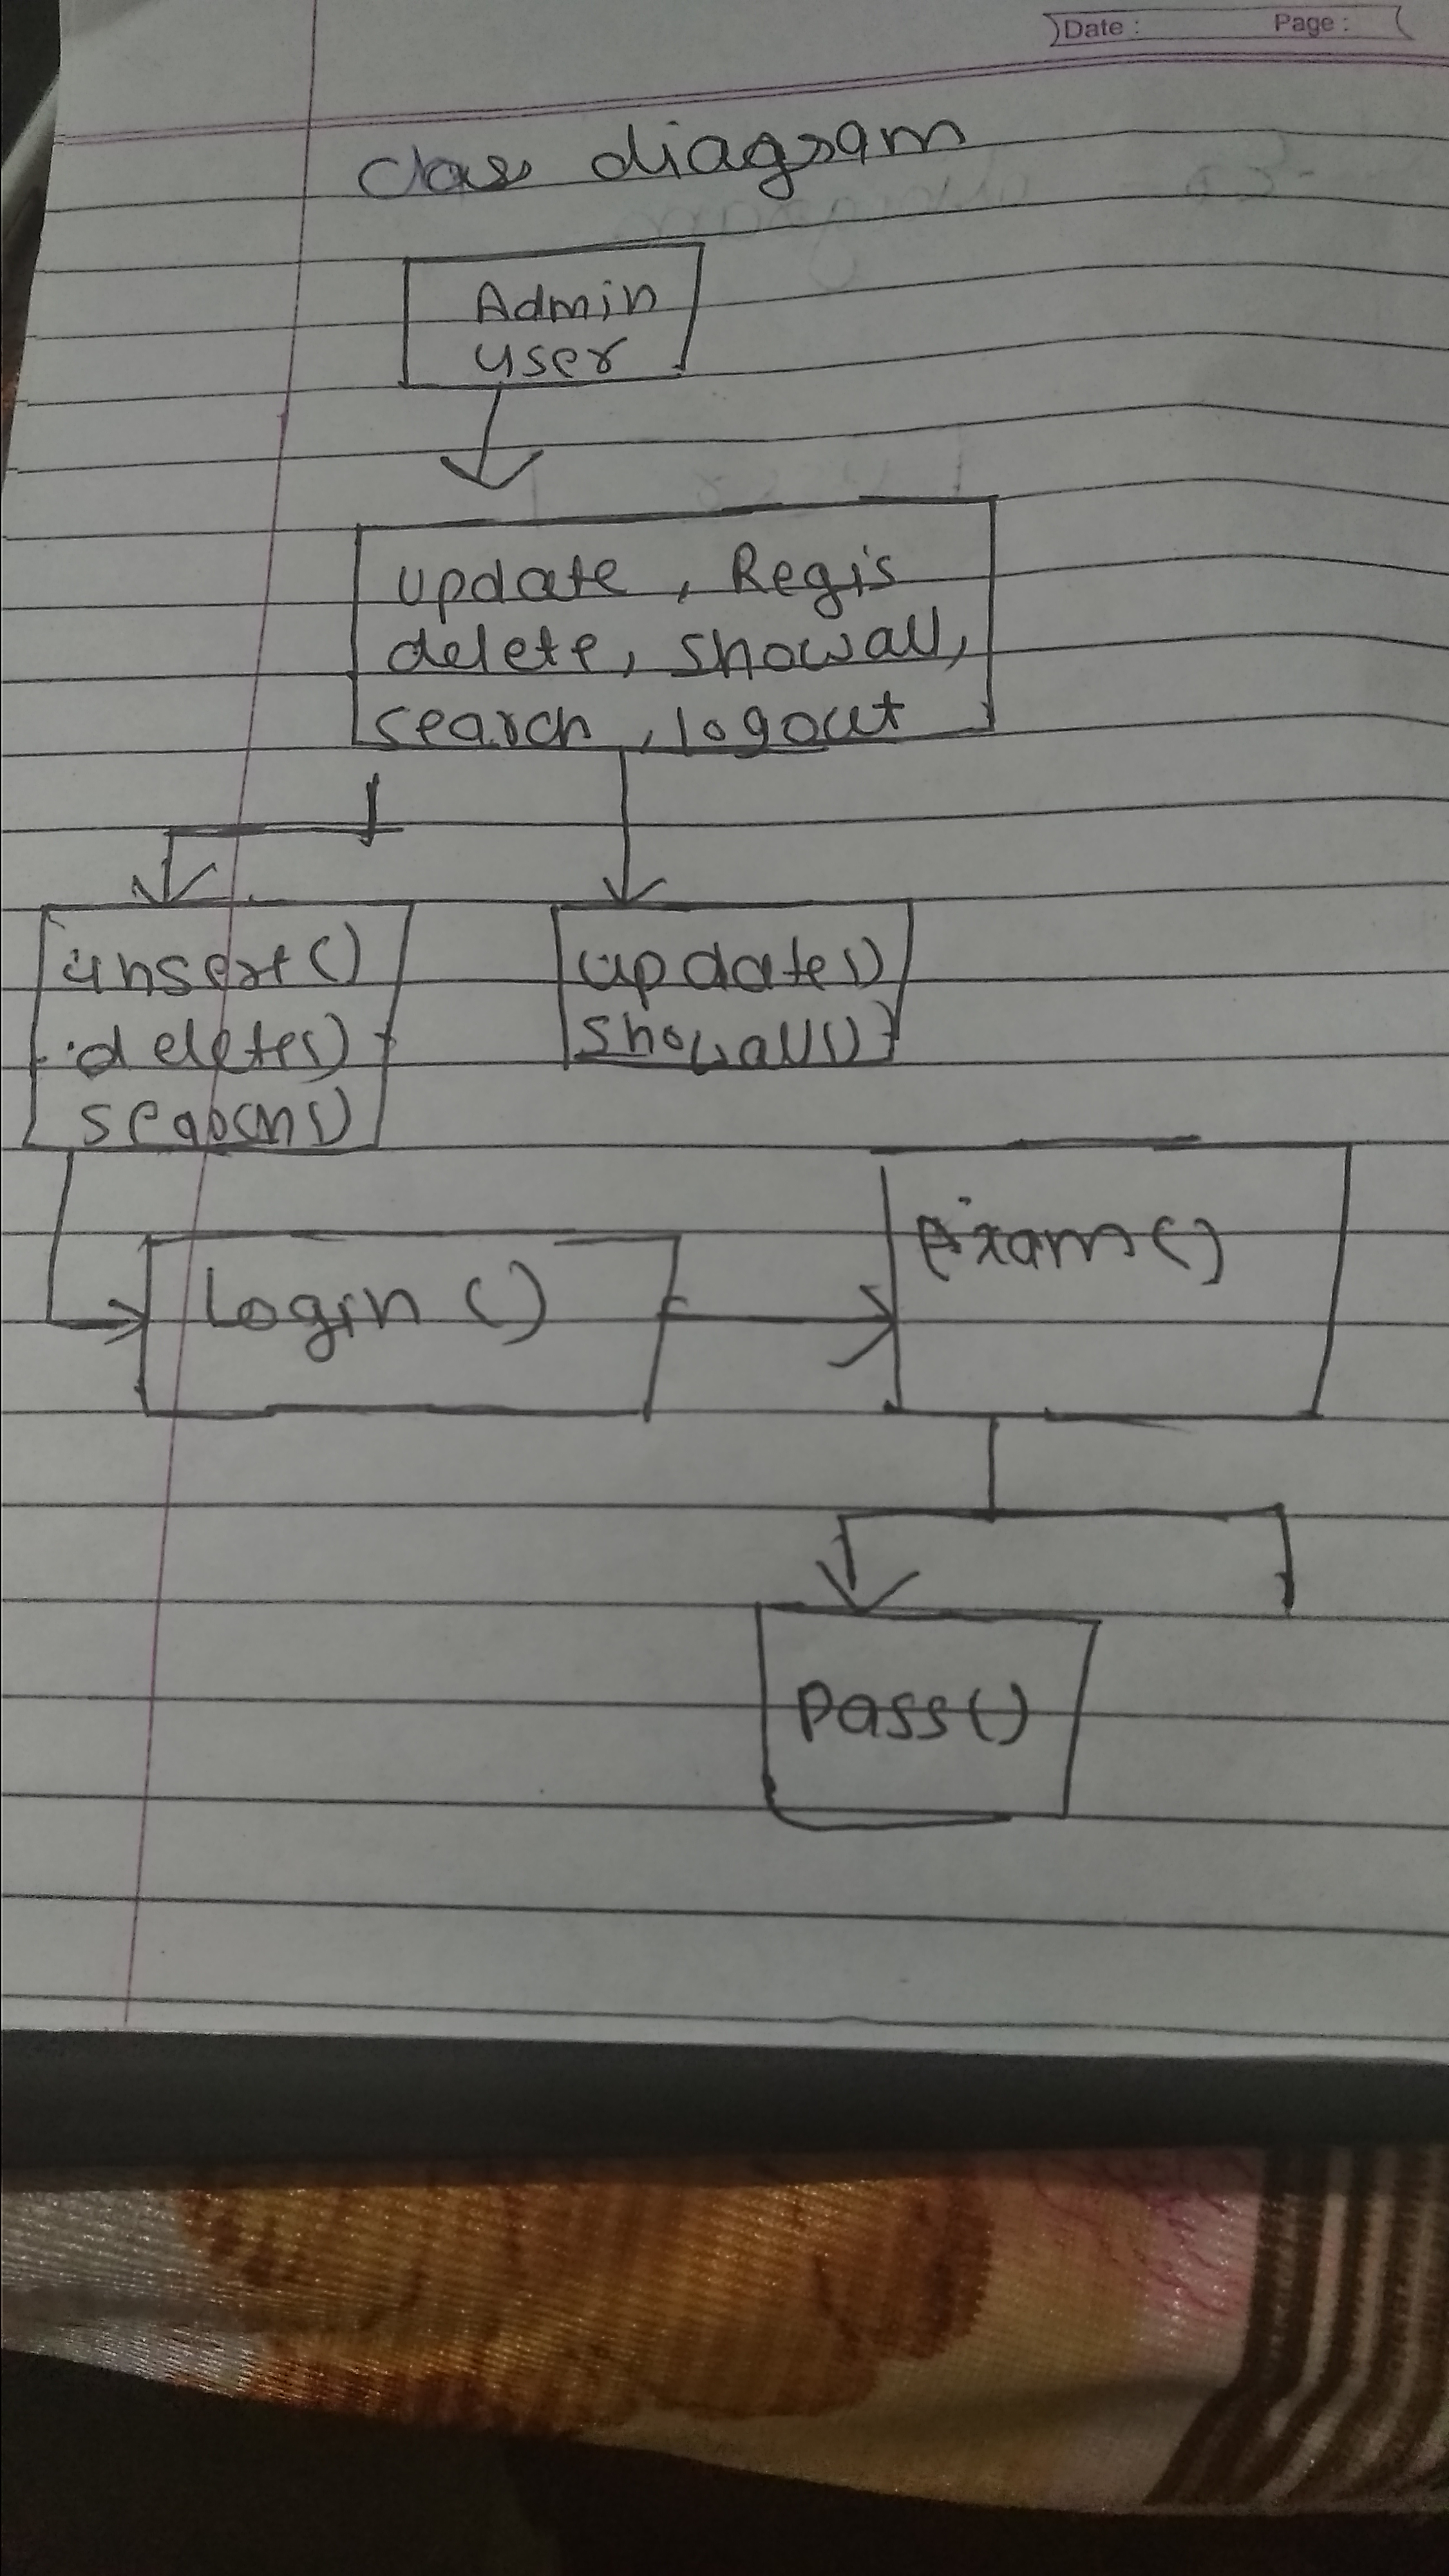 Date : Page :
class diagram
Admin
user
update , Regis
delete, showall,
search , logout
insert()
delete()
search()
update()
showall()
Login ()
exam()
pass()